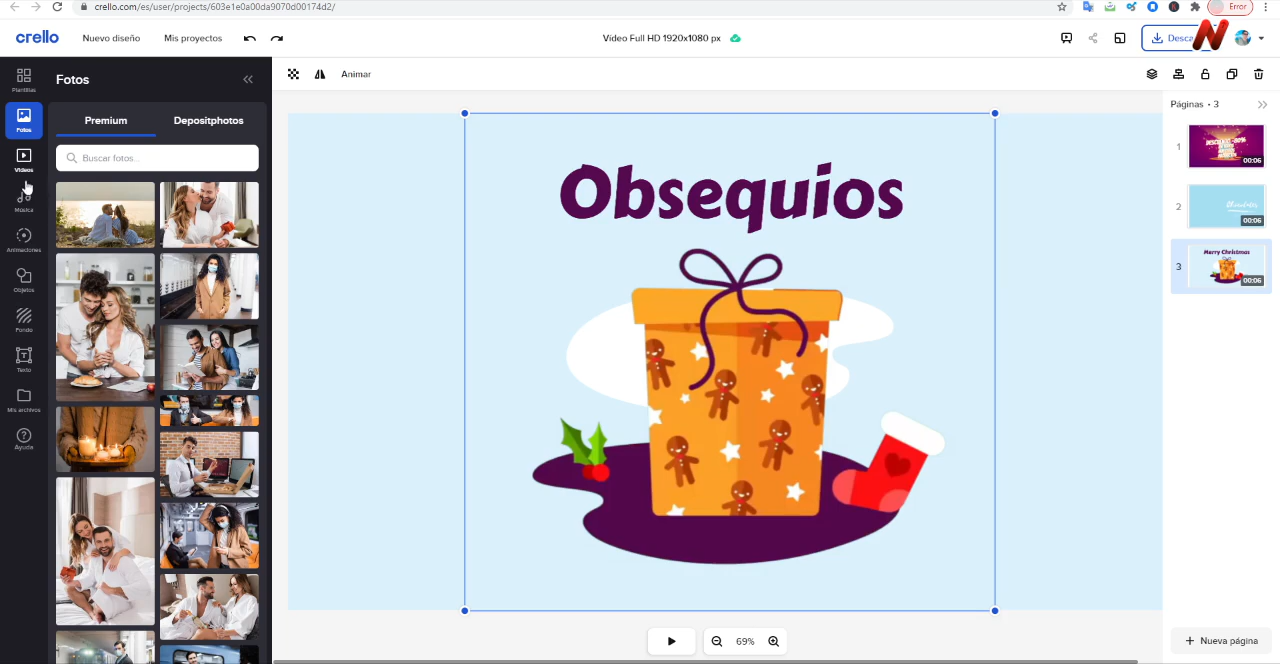 crello.com/es/user/projects/603e1e0a00da9070d00174d2/
Error
crello
Nuevo diseño
Mis proyectos
Vídeo Full HD 1920x1080 px
Desca
N
Plantillas
Fotos
Vídeos
Música
Animaciones
Objetos
Fondo
Texto
Mis archivos
Ayuda
Fotos
Premium
Depositphotos
Buscar fotos...
Animar
Obsequios
69%
Páginas • 3
1
00:06
2
00:06
3
Merry Christmas
00:06
+ Nueva página